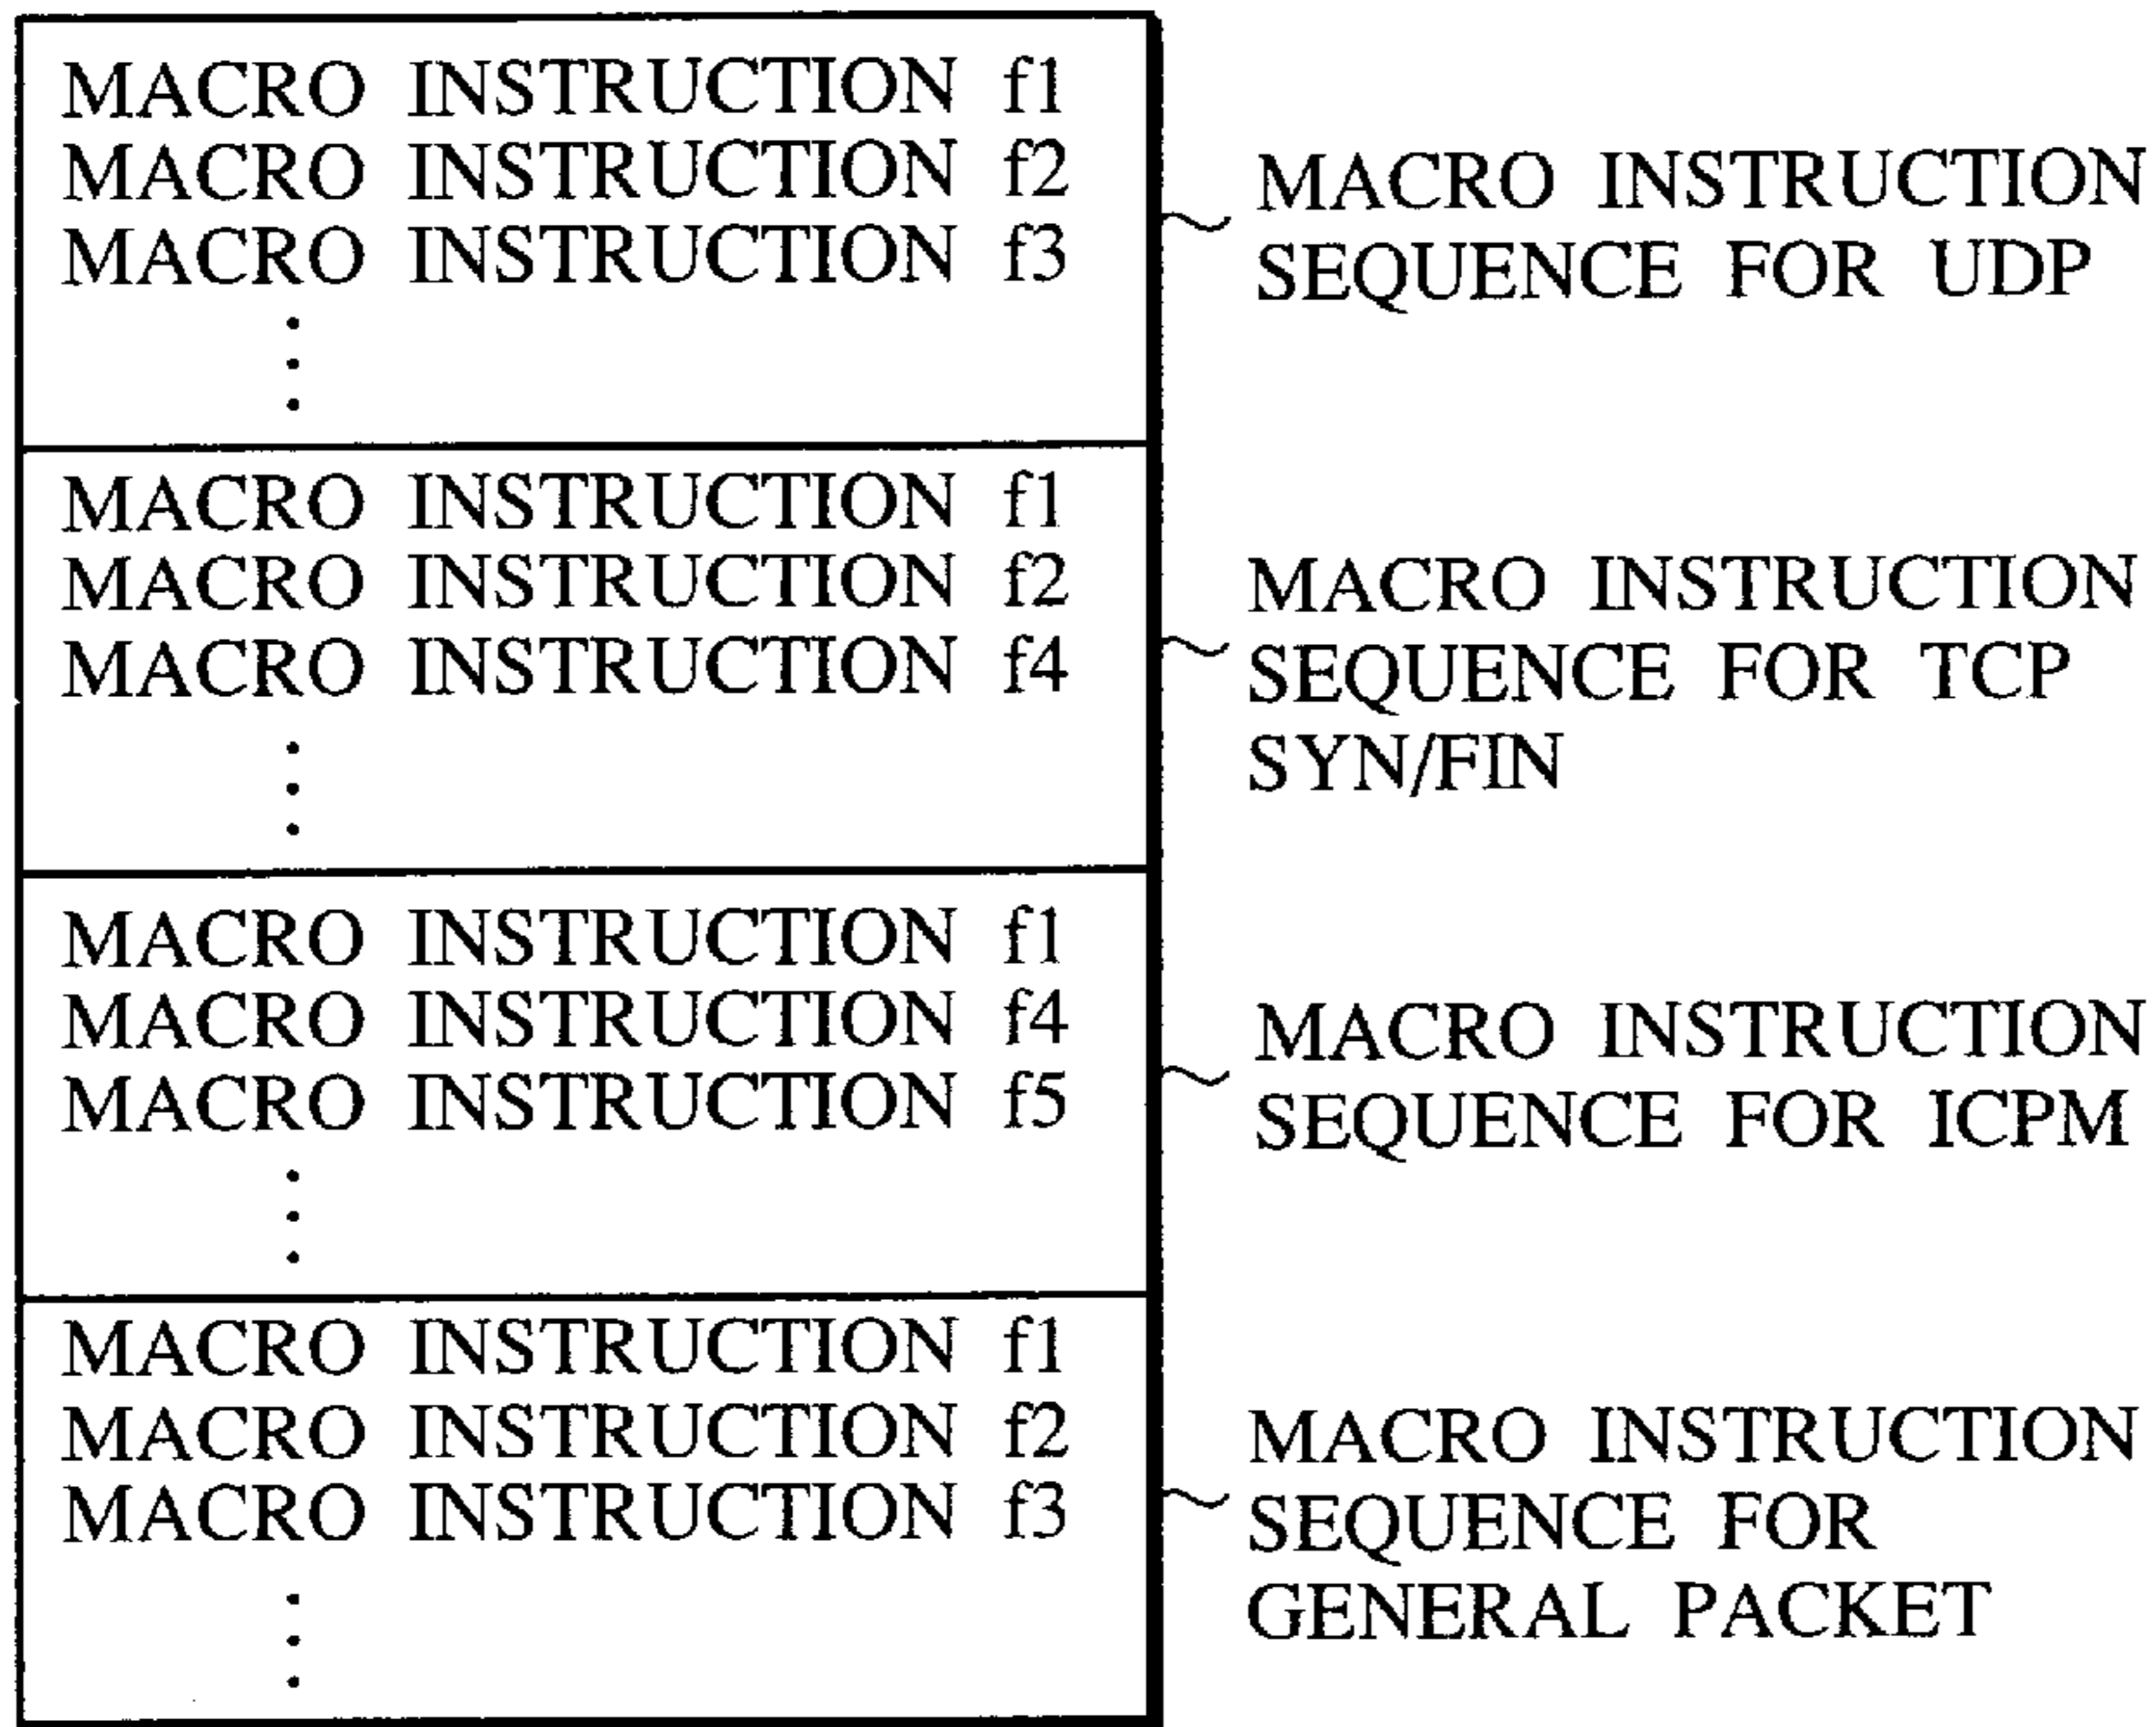 MACRO INSTRUCTION f1
MACRO INSTRUCTION f2
MACRO INSTRUCTION f3
MACRO INSTRUCTION
SEQUENCE FOR UDP
MACRO INSTRUCTION f1
MACRO INSTRUCTION f2
MACRO INSTRUCTION f4
MACRO INSTRUCTION
SEQUENCE FOR TCP
SYN/FIN
MACRO INSTRUCTION f1
MACRO INSTRUCTION f4
MACRO INSTRUCTION f5
MACRO INSTRUCTION
SEQUENCE FOR ICPM
MACRO INSTRUCTION f1
MACRO INSTRUCTION f2
MACRO INSTRUCTION f3
MACRO INSTRUCTION
SEQUENCE FOR
GENERAL PACKET